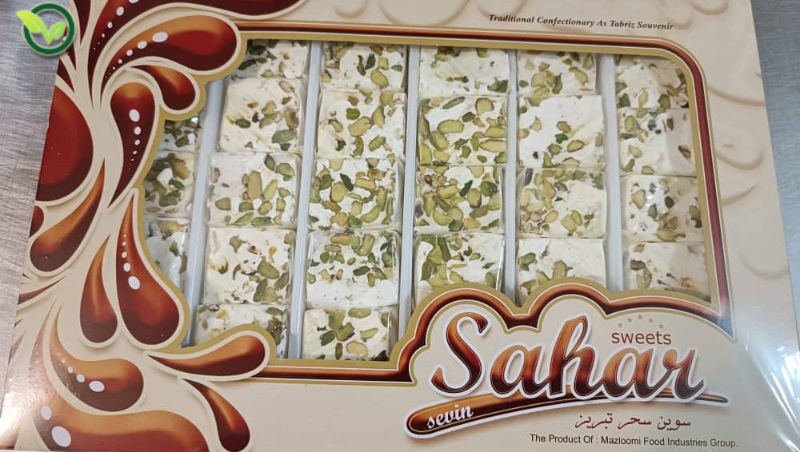 Traditional Confectionary As Tabriz Souvenir
sweets
Sahar
sevin
سوین سحر تبریز
The Product Of : Mazloomi Food Industries Group.